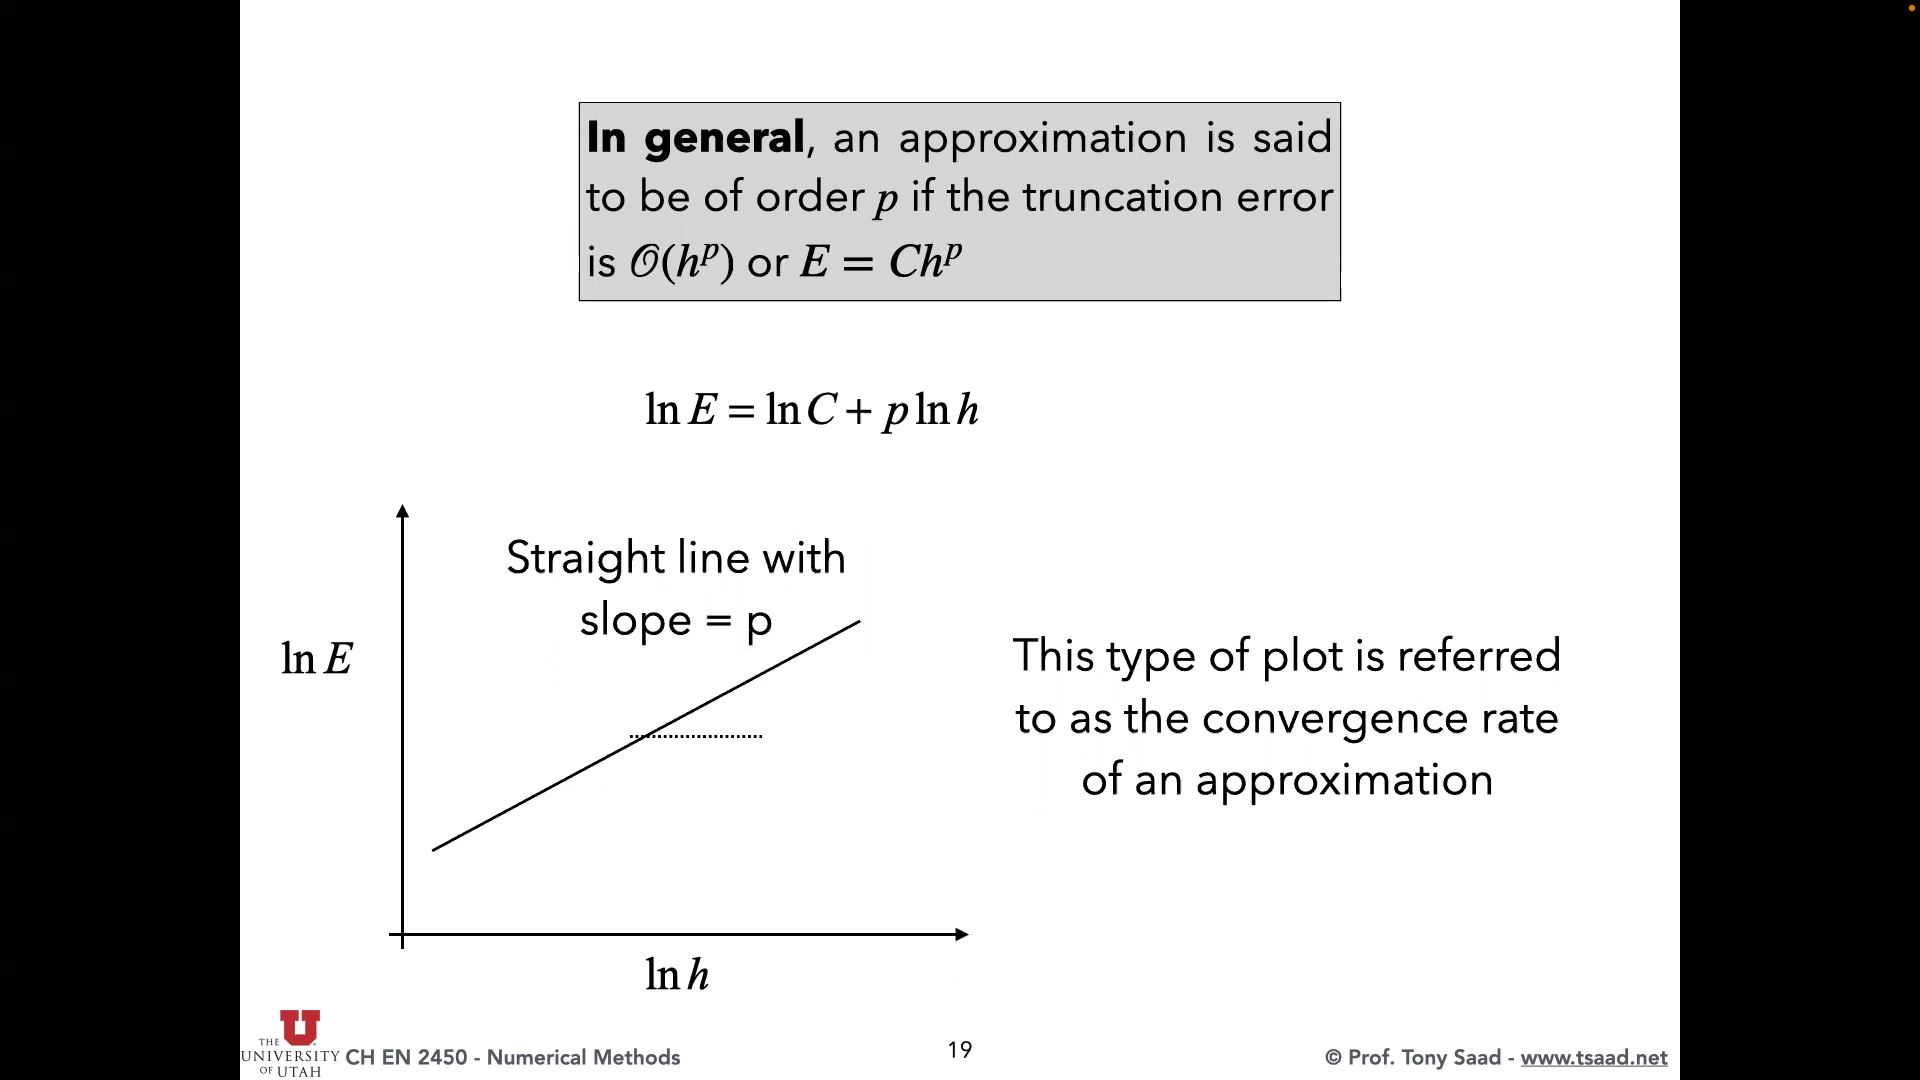 In general, an approximation is said
to be of order p if the truncation error
is 𝒪(hᵖ) or E = Chᵖ
ln E = ln C + p ln h
Straight line with
slope = p
ln E
This type of plot is referred
to as the convergence rate
of an approximation
ln h
U
THE
UNIVERSITY
OF UTAH
CH EN 2450 - Numerical Methods
19
© Prof. Tony Saad - www.tsaad.net